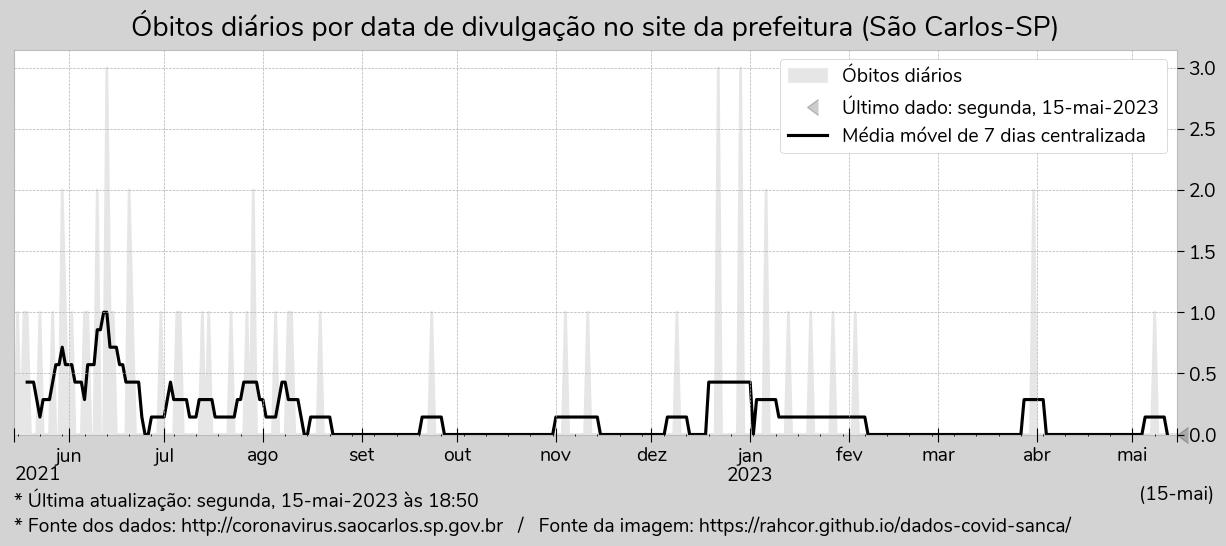 Óbitos diários por data de divulgação no site da prefeitura (São Carlos-SP)
Óbitos diários
Último dado: segunda, 15-mai-2023
Média móvel de 7 dias centralizada
3.0
2.5
2.0
1.5
1.0
0.5
0.0
jun jul ago set out nov dez jan fev mar abr mai
2021 2023
(15-mai)
* Última atualização: segunda, 15-mai-2023 às 18:50
* Fonte dos dados: http://coronavirus.saocarlos.sp.gov.br / Fonte da imagem: https://rahcor.github.io/dados-covid-sanca/